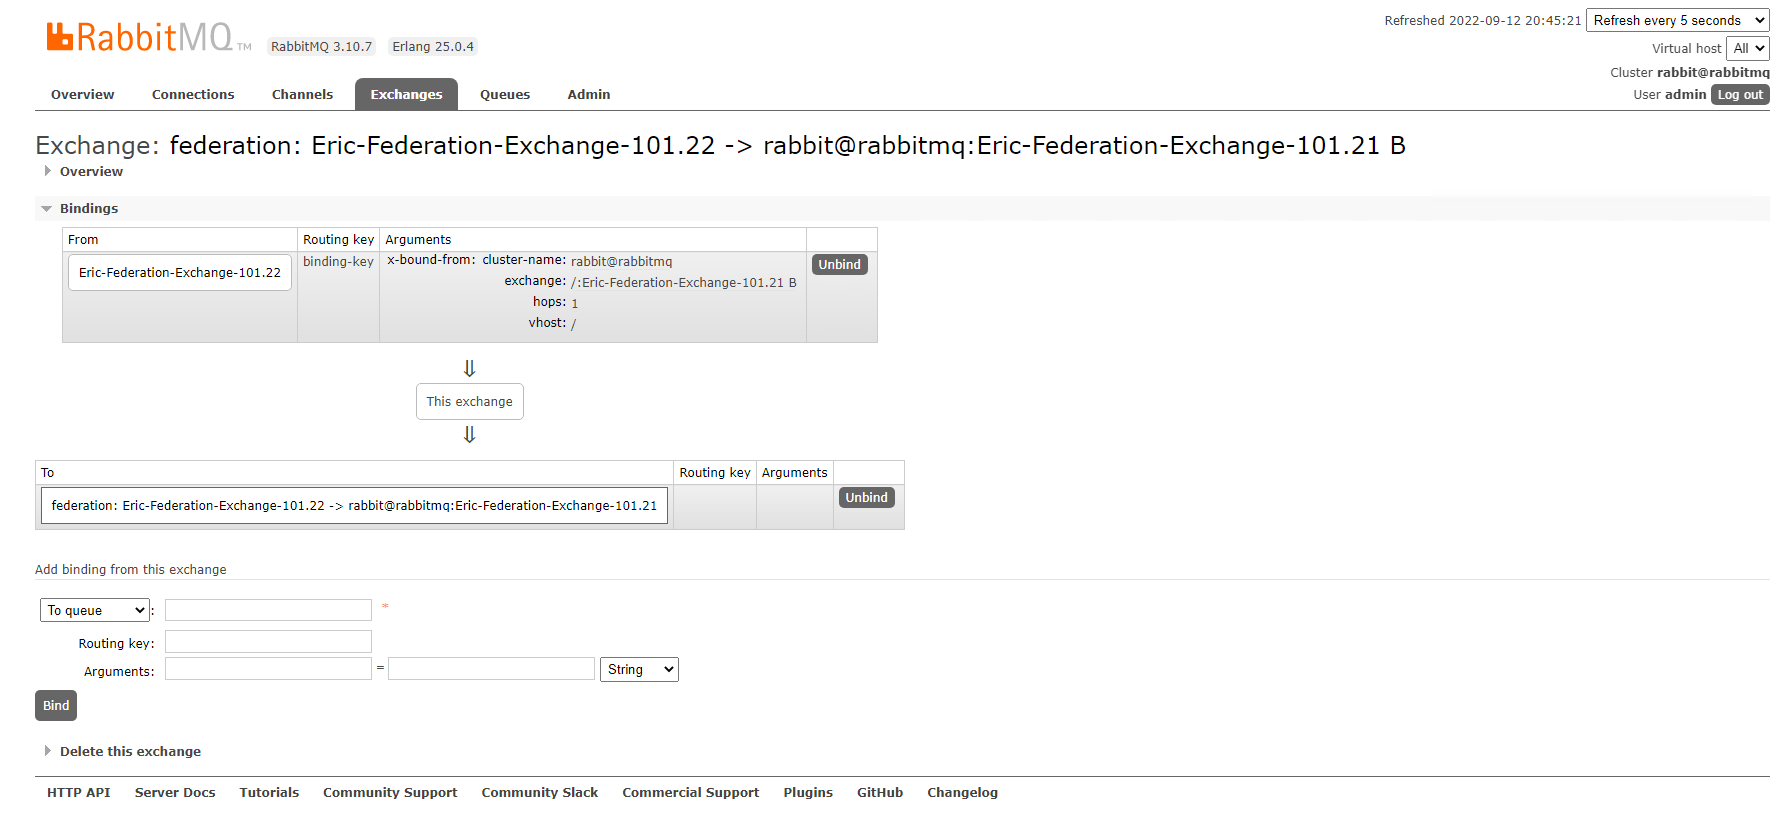 RabbitMQ TM RabbitMQ 3.10.7 Erlang 25.0.4
Refreshed 2022-09-12 20:45:21 Refresh every 5 seconds
Virtual host All
Cluster rabbit@rabbitmq
User admin Log out
Overview Connections Channels Exchanges Queues Admin
Exchange: federation: Eric-Federation-Exchange-101.22 -> rabbit@rabbitmq:Eric-Federation-Exchange-101.21 B
Overview
Bindings
From Routing key Arguments
Eric-Federation-Exchange-101.22 binding-key x-bound-from: cluster-name: rabbit@rabbitmq Unbind
exchange: /:Eric-Federation-Exchange-101.21 B
hops: 1
vhost: /
⇓
This exchange
⇓
To Routing key Arguments
federation: Eric-Federation-Exchange-101.22 -> rabbit@rabbitmq:Eric-Federation-Exchange-101.21 Unbind
Add binding from this exchange
To queue : *
Routing key:
Arguments: = String
Bind
Delete this exchange
HTTP API Server Docs Tutorials Community Support Community Slack Commercial Support Plugins GitHub Changelog